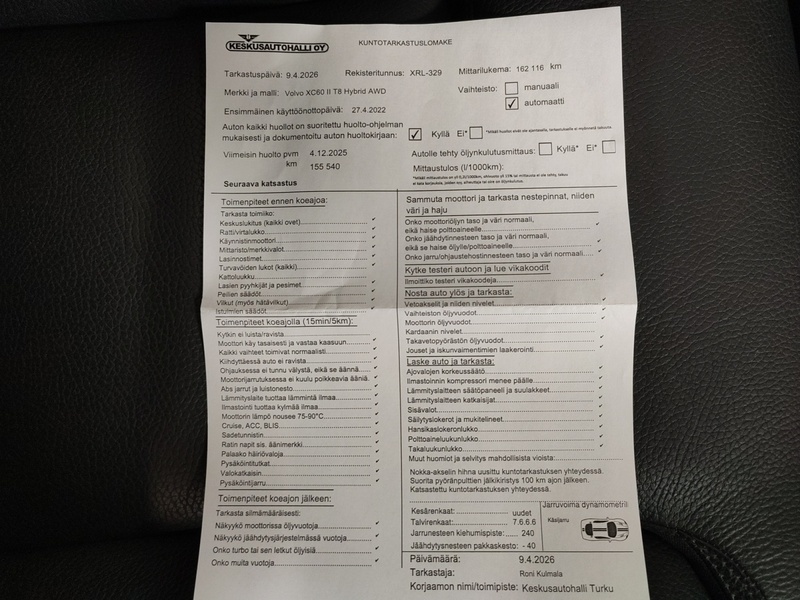 KESKUSAUTOHALLI OY
KUNTOTARKASTUSLOMAKE
Tarkastuspäivä: 9.4.2026 Rekisteritunnus: XRL-329 Mittarilukema: 162 116 km
Merkki ja malli: Volvo XC60 II T8 Hybrid AWD Vaihteisto: manuaali
automaatti
Ensimmäinen käyttöönottopäivä: 27.4.2022
Auton kaikki huollot on suoritettu huolto-ohjelman
mukaisesti ja dokumentoitu auton huoltokirjaan: Kyllä Ei*
Viimeisin huolto pvm 4.12.2025
km 155 540
Autolle tehty öljynkulutusmittaus: Kyllä* Ei*
Mittaustulos (l/1000km):
Seuraava katsastus
Toimenpiteet ennen koeajoa:
Tarkasta toimiiko:
Keskuslukitus (kaikki ovet)
Ratti/virtalukko
Käynnistinmoottori
Mittaristo/merkkivalot
Lasinnostimet
Turvavöiden lukot (kaikki)
Kattoluukku
Lasien pyyhkijät ja pesimet
Peilien säädöt
Vilkut (myös hätävilkut)
Istuimien säädöt
Toimenpiteet koeajolla (15min/5km):
Kytkin ei luista/ravista
Moottori käy tasaisesti ja vastaa kaasuun
Kaikki vaihteet toimivat normaalisti
Kiihdyttäessä auto ei ravista
Ohjauksessa ei tunnu välystä, eikä se äännä
Moottorijarrutuksessa ei kuulu poikkeavia ääniä.
Abs jarrut ja luistonesto
Lämmityslaite tuottaa lämmintä ilmaa
Ilmastointi tuottaa kylmää ilmaa
Moottorin lämpö nousee 75-90°C
Cruise, ACC, BLIS
Sadetunnistin
Ratin napit sis. äänimerkki
Palaako häiriövaloja
Pysäköintitutkat
Valokatkaisin
Pysäköintijarru
Toimenpiteet koeajon jälkeen:
Tarkasta silmämääräisesti:
Näkyykö moottorissa öljyvuotoja
Näkyykö jäähdytysjärjestelmässä vuotoja
Onko turbo tai sen letkut öljyisiä
Onko muita vuotoja
Sammuta moottori ja tarkasta nestepinnat, niiden
väri ja haju
Onko moottoriöljyn taso ja väri normaali,
eikä haise polttoaineelle
Onko jäähdytinnesteen taso ja väri normaali,
eikä se haise öljylle/polttoaineelle
Onko jarru/ohjaustehostinnesteen taso ja väri normaali
Kytke testeri autoon ja lue vikakoodit
Ilmoittiko testeri vikakoodeja
Nosta auto ylös ja tarkasta:
Vetoakselit ja niiden nivelet
Vaihteiston öljyvuodot
Moottorin öljyvuodot
Kardaanin nivelet
Takavetopyörästön öljyvuodot
Jouset ja iskunvaimentimien laakerointi
Laske auto ja tarkasta:
Ajovalojen korkeussäätö
Ilmastoinnin kompressori menee päälle
Lämmityslaitteen säätöpaneeli ja suulakkeet
Lämmityslaitteen katkaisijat
Sisävalot
Säilytyslokerot ja mukitelineet
Hansikaslokeronlukko
Polttoaineluukunlukko
Takaluukunlukko
Muut huomiot ja selvitys mahdollisista vioista:
Nokka-akselin hihna uusittu kuntotarkastuksen yhteydessä.
Suorita pyöränpulttien jälkikiristys 100 km ajon jälkeen.
Katsastettu kuntotarkastuksen yhteydessä.
Kesärenkaat: uudet
Talvirenkaat: 7.6.6.6
Jarrunesteen kiehumispiste: 240
Jäähdytysnesteen pakkaskesto: - 40
Jarruvoima dynamometril
Käsijarru
Päivämäärä: 9.4.2026
Tarkastaja: Roni Kulmala
Korjaamon nimi/toimipiste: Keskusautohalli Turku